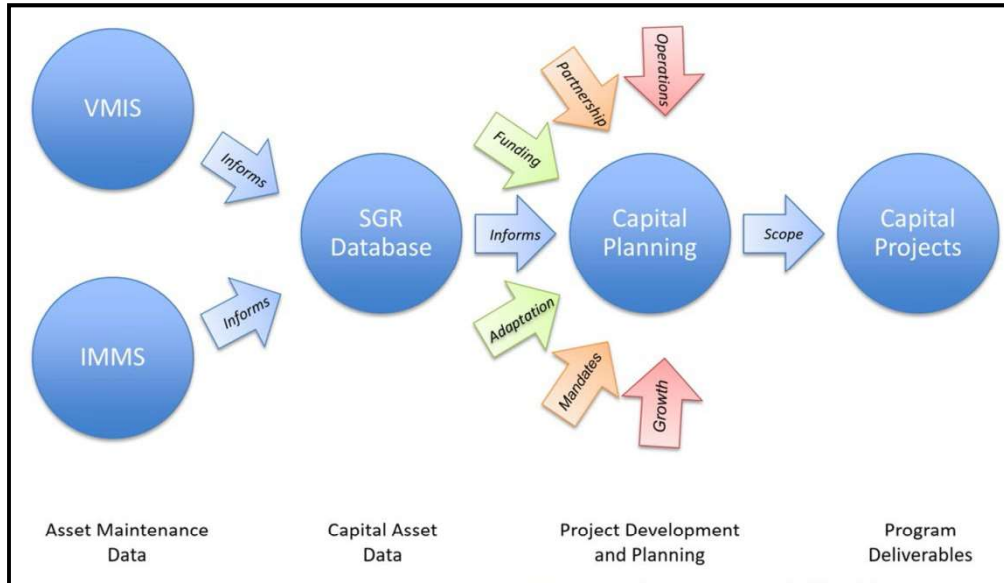 VMIS
Informs
IMMS
Informs
SGR
Database
Informs
Funding
Partnership
Operations
Adaptation
Mandates
Growth
Capital
Planning
Scope
Capital
Projects
Asset Maintenance
Data
Capital Asset
Data
Project Development
and Planning
Program
Deliverables